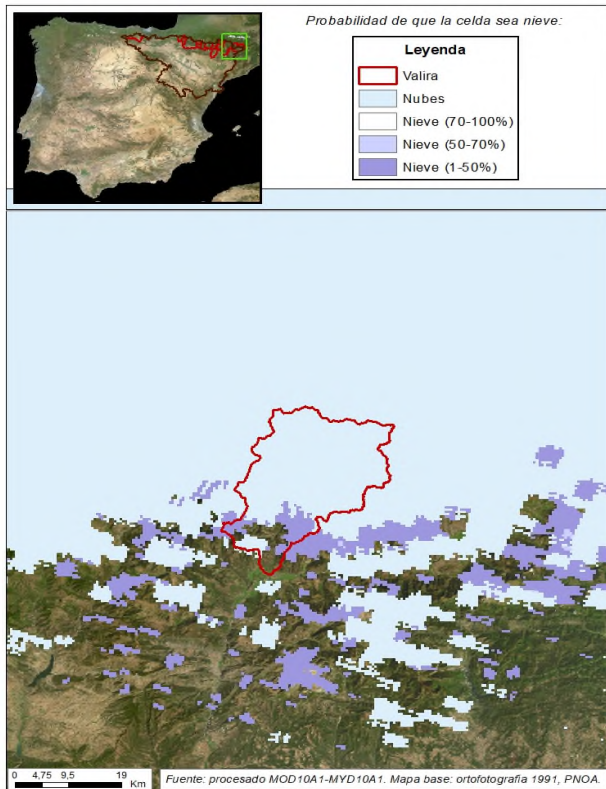 Probabilidad de que la celda sea nieve:
Leyenda
Valira
Nubes
Nieve (70-100%)
Nieve (50-70%)
Nieve (1-50%)
0 4,75 9,5 19
Km
Fuente: procesado MOD10A1-MYD10A1. Mapa base: ortofotografia 1991, PNOA.